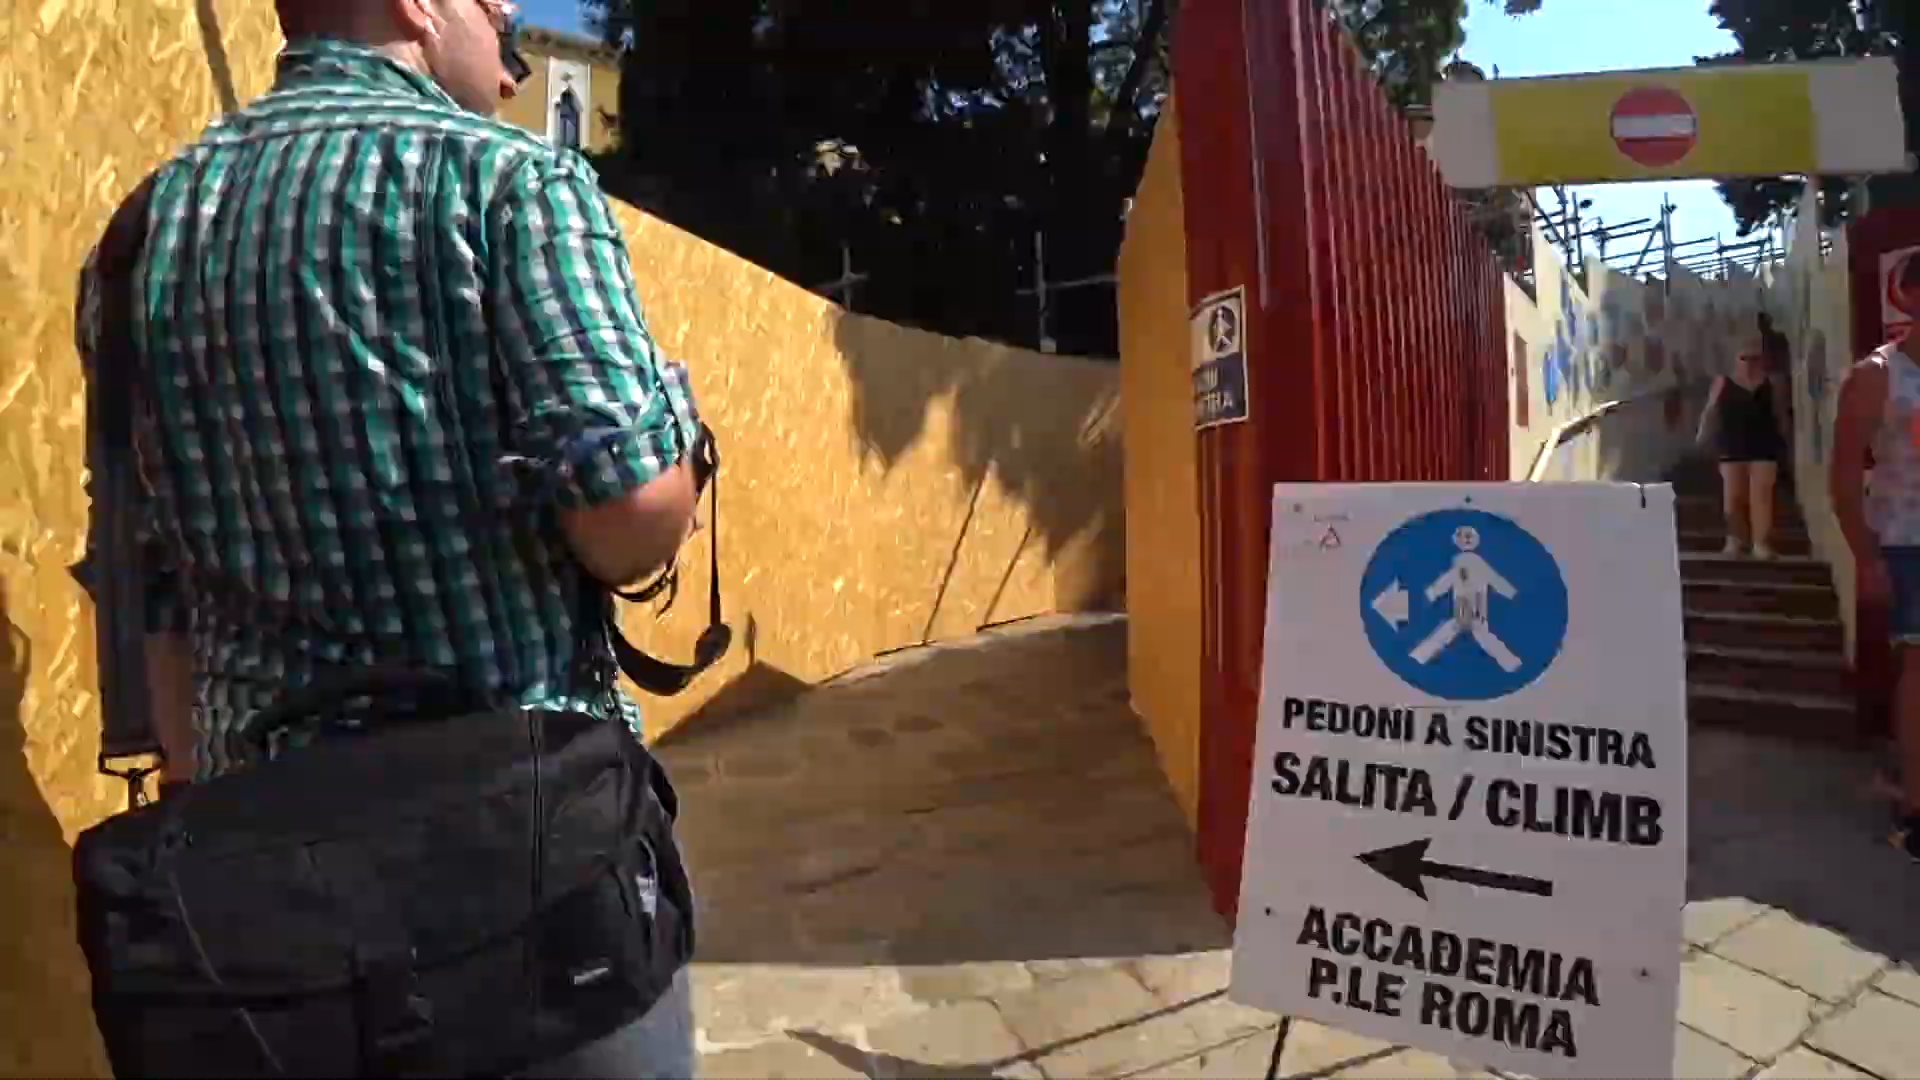 PEDONI A SINISTRA
SALITA / CLIMB
ACCADEMIA
P.LE ROMA